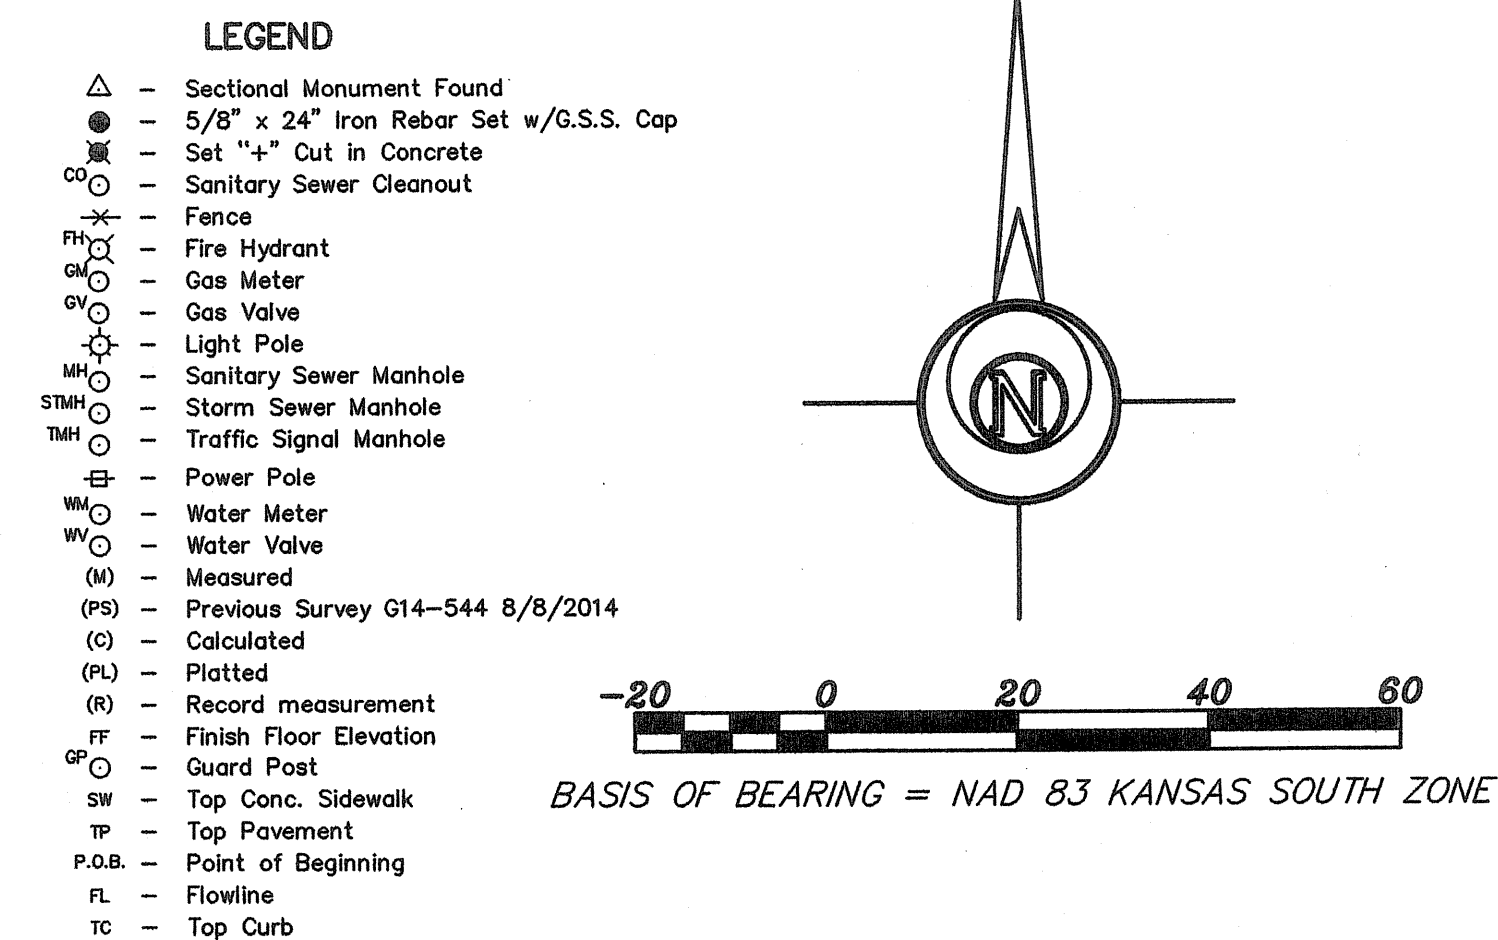 LEGEND
– Sectional Monument Found
– 5/8" x 24" Iron Rebar Set w/G.S.S. Cap
– Set "+" Cut in Concrete
CO – Sanitary Sewer Cleanout
– Fence
FH – Fire Hydrant
GM – Gas Meter
GV – Gas Valve
– Light Pole
MH – Sanitary Sewer Manhole
STMH – Storm Sewer Manhole
TMH – Traffic Signal Manhole
– Power Pole
WM – Water Meter
WV – Water Valve
(M) – Measured
(PS) – Previous Survey G14-544 8/8/2014
(C) – Calculated
(PL) – Platted
(R) – Record measurement
FF – Finish Floor Elevation
GP – Guard Post
SW – Top Conc. Sidewalk
TP – Top Pavement
P.O.B. – Point of Beginning
FL – Flowline
TC – Top Curb
N
-20 0 20 40 60
BASIS OF BEARING = NAD 83 KANSAS SOUTH ZONE